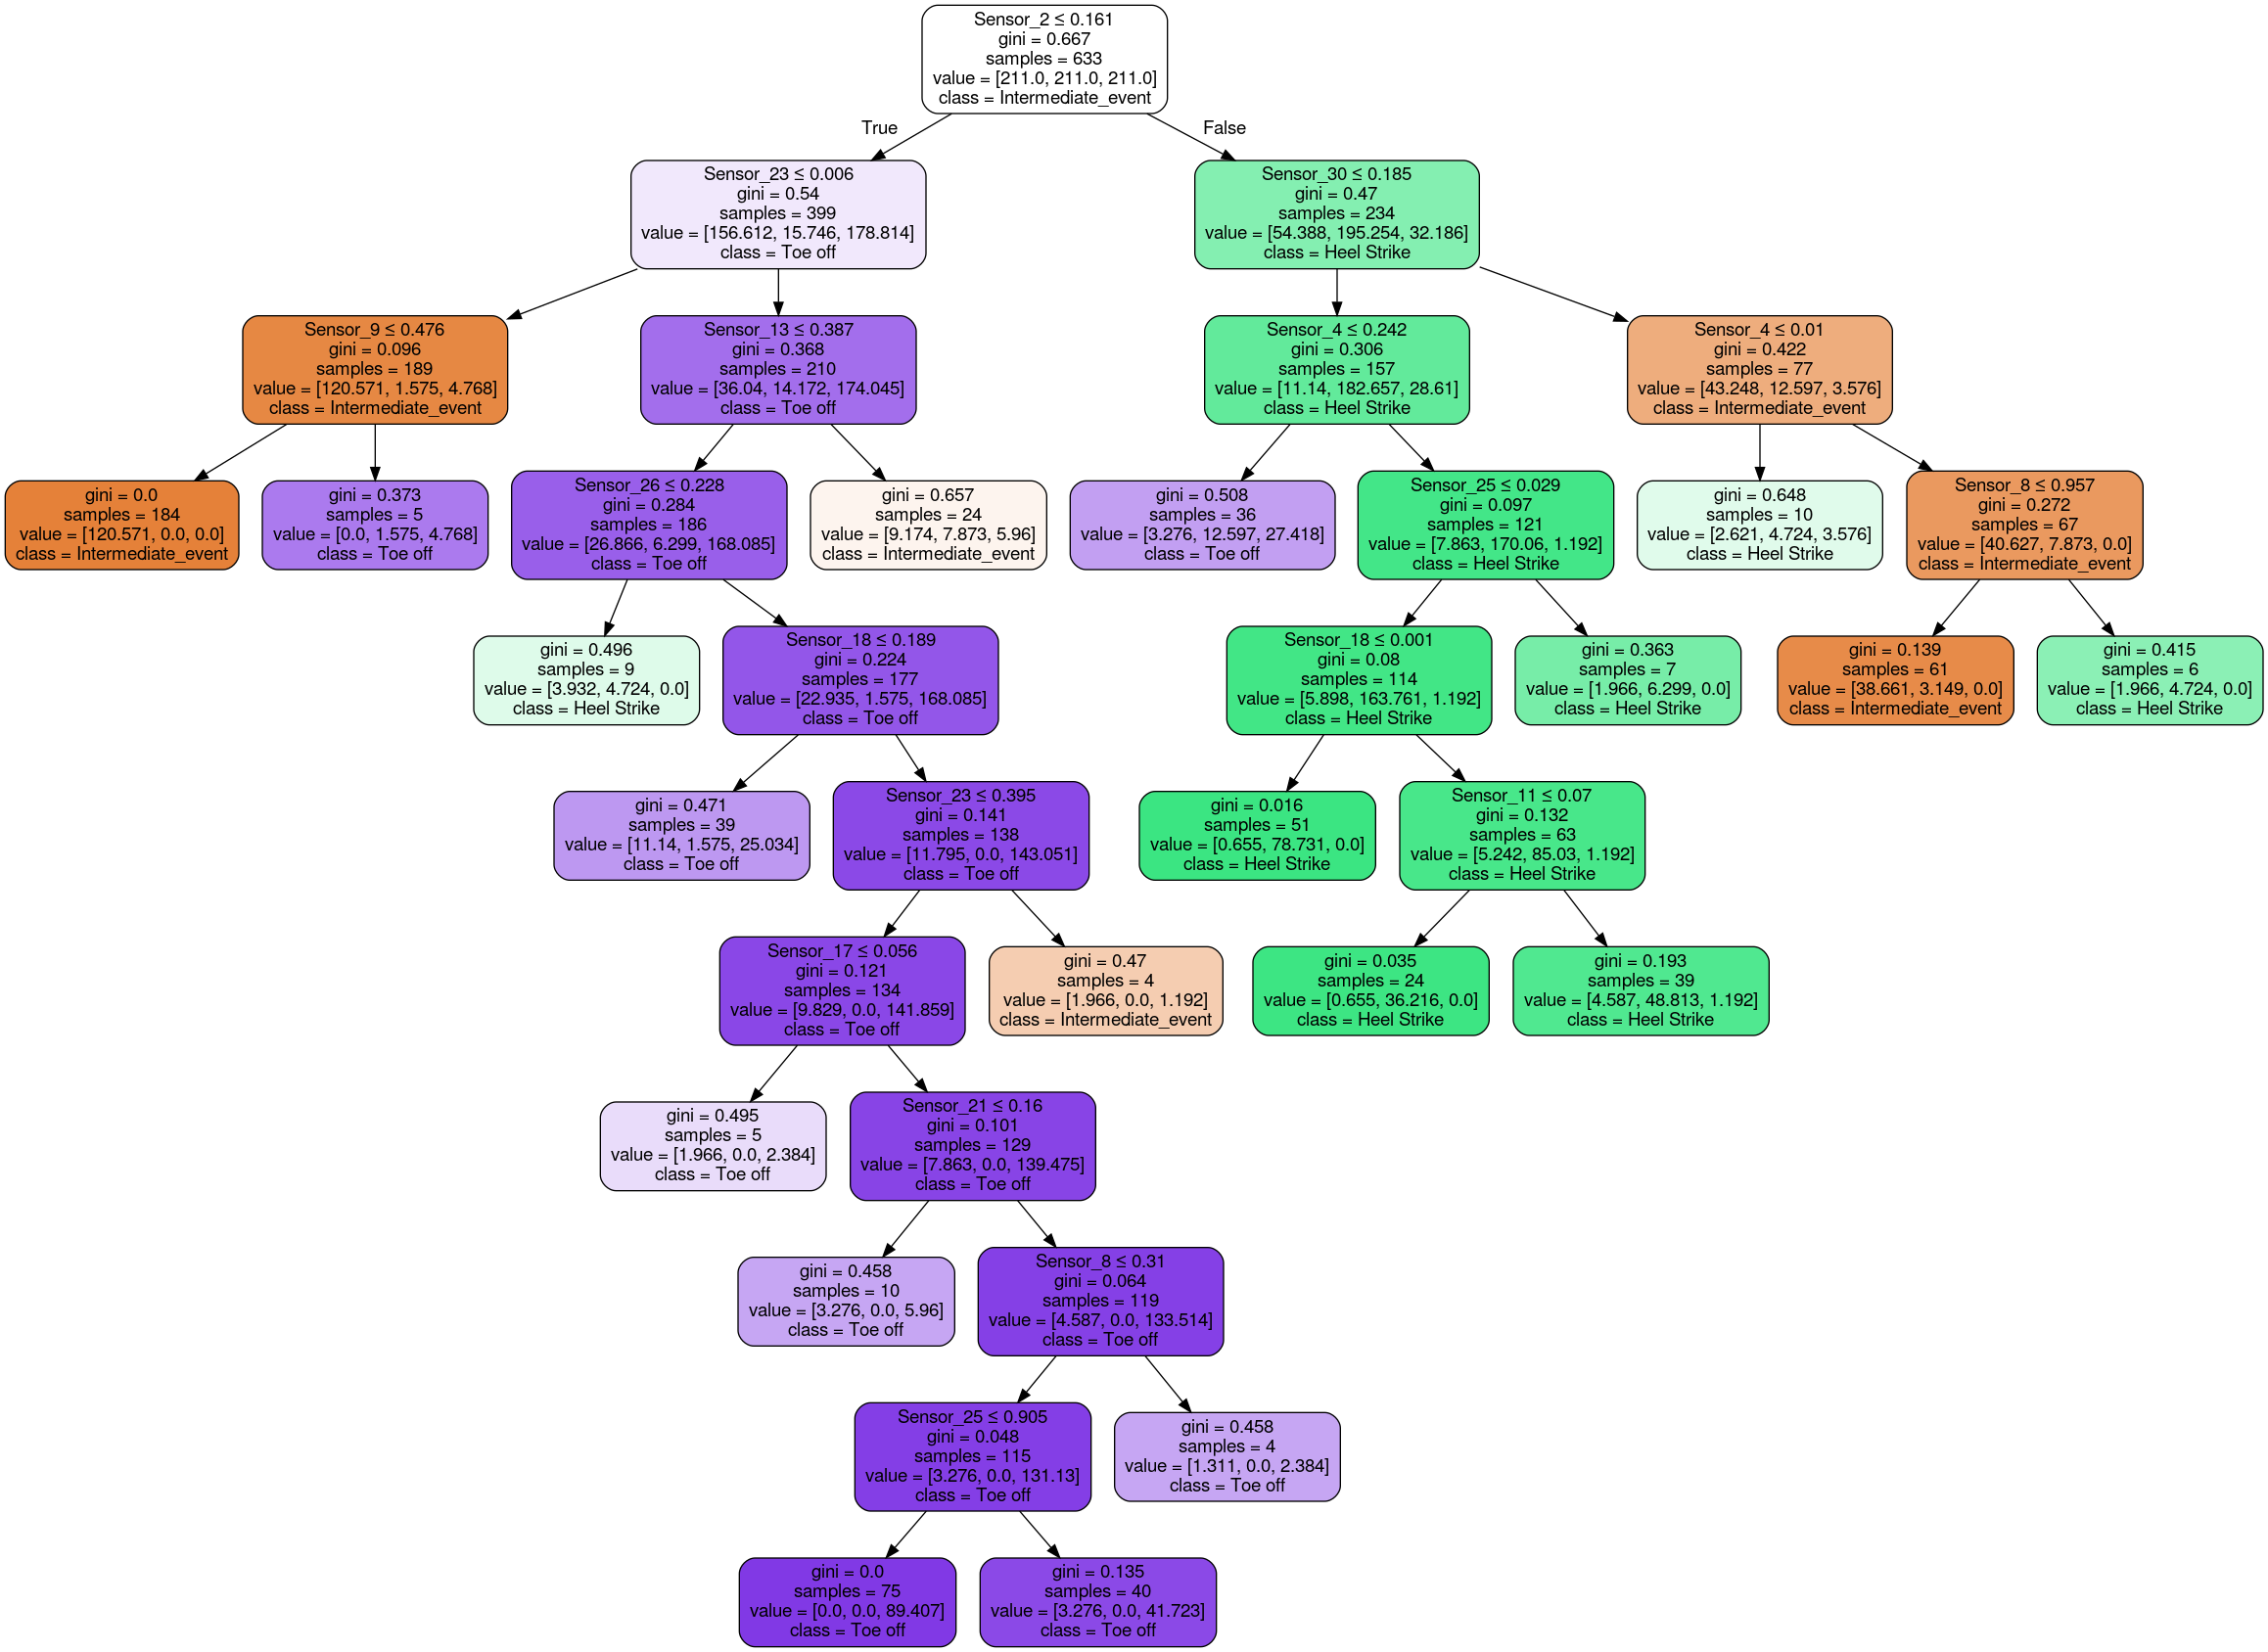 Sensor_2 ≤ 0.161
gini = 0.667
samples = 633
value = [211.0, 211.0, 211.0]
class = Intermediate_event
True
False
Sensor_23 ≤ 0.006
gini = 0.54
samples = 399
value = [156.612, 15.746, 178.814]
class = Toe off
Sensor_30 ≤ 0.185
gini = 0.47
samples = 234
value = [54.388, 195.254, 32.186]
class = Heel Strike
Sensor_9 ≤ 0.476
gini = 0.096
samples = 189
value = [120.571, 1.575, 4.768]
class = Intermediate_event
Sensor_13 ≤ 0.387
gini = 0.368
samples = 210
value = [36.04, 14.172, 174.045]
class = Toe off
Sensor_4 ≤ 0.242
gini = 0.306
samples = 157
value = [11.14, 182.657, 28.61]
class = Heel Strike
Sensor_4 ≤ 0.01
gini = 0.422
samples = 77
value = [43.248, 12.597, 3.576]
class = Intermediate_event
gini = 0.0
samples = 184
value = [120.571, 0.0, 0.0]
class = Intermediate_event
gini = 0.373
samples = 5
value = [0.0, 1.575, 4.768]
class = Toe off
Sensor_26 ≤ 0.228
gini = 0.284
samples = 186
value = [26.866, 6.299, 168.085]
class = Toe off
gini = 0.657
samples = 24
value = [9.174, 7.873, 5.96]
class = Intermediate_event
gini = 0.508
samples = 36
value = [3.276, 12.597, 27.418]
class = Toe off
Sensor_25 ≤ 0.029
gini = 0.097
samples = 121
value = [7.863, 170.06, 1.192]
class = Heel Strike
gini = 0.648
samples = 10
value = [2.621, 4.724, 3.576]
class = Heel Strike
Sensor_8 ≤ 0.957
gini = 0.272
samples = 67
value = [40.627, 7.873, 0.0]
class = Intermediate_event
gini = 0.496
samples = 9
value = [3.932, 4.724, 0.0]
class = Heel Strike
Sensor_18 ≤ 0.189
gini = 0.224
samples = 177
value = [22.935, 1.575, 168.085]
class = Toe off
Sensor_18 ≤ 0.001
gini = 0.08
samples = 114
value = [5.898, 163.761, 1.192]
class = Heel Strike
gini = 0.363
samples = 7
value = [1.966, 6.299, 0.0]
class = Heel Strike
gini = 0.139
samples = 61
value = [38.661, 3.149, 0.0]
class = Intermediate_event
gini = 0.415
samples = 6
value = [1.966, 4.724, 0.0]
class = Heel Strike
gini = 0.471
samples = 39
value = [11.14, 1.575, 25.034]
class = Toe off
Sensor_23 ≤ 0.395
gini = 0.141
samples = 138
value = [11.795, 0.0, 143.051]
class = Toe off
gini = 0.016
samples = 51
value = [0.655, 78.731, 0.0]
class = Heel Strike
Sensor_11 ≤ 0.07
gini = 0.132
samples = 63
value = [5.242, 85.03, 1.192]
class = Heel Strike
Sensor_17 ≤ 0.056
gini = 0.121
samples = 134
value = [9.829, 0.0, 141.859]
class = Toe off
gini = 0.47
samples = 4
value = [1.966, 0.0, 1.192]
class = Intermediate_event
gini = 0.035
samples = 24
value = [0.655, 36.216, 0.0]
class = Heel Strike
gini = 0.193
samples = 39
value = [4.587, 48.813, 1.192]
class = Heel Strike
gini = 0.495
samples = 5
value = [1.966, 0.0, 2.384]
class = Toe off
Sensor_21 ≤ 0.16
gini = 0.101
samples = 129
value = [7.863, 0.0, 139.475]
class = Toe off
gini = 0.458
samples = 10
value = [3.276, 0.0, 5.96]
class = Toe off
Sensor_8 ≤ 0.31
gini = 0.064
samples = 119
value = [4.587, 0.0, 133.514]
class = Toe off
Sensor_25 ≤ 0.905
gini = 0.048
samples = 115
value = [3.276, 0.0, 131.13]
class = Toe off
gini = 0.458
samples = 4
value = [1.311, 0.0, 2.384]
class = Toe off
gini = 0.0
samples = 75
value = [0.0, 0.0, 89.407]
class = Toe off
gini = 0.135
samples = 40
value = [3.276, 0.0, 41.723]
class = Toe off